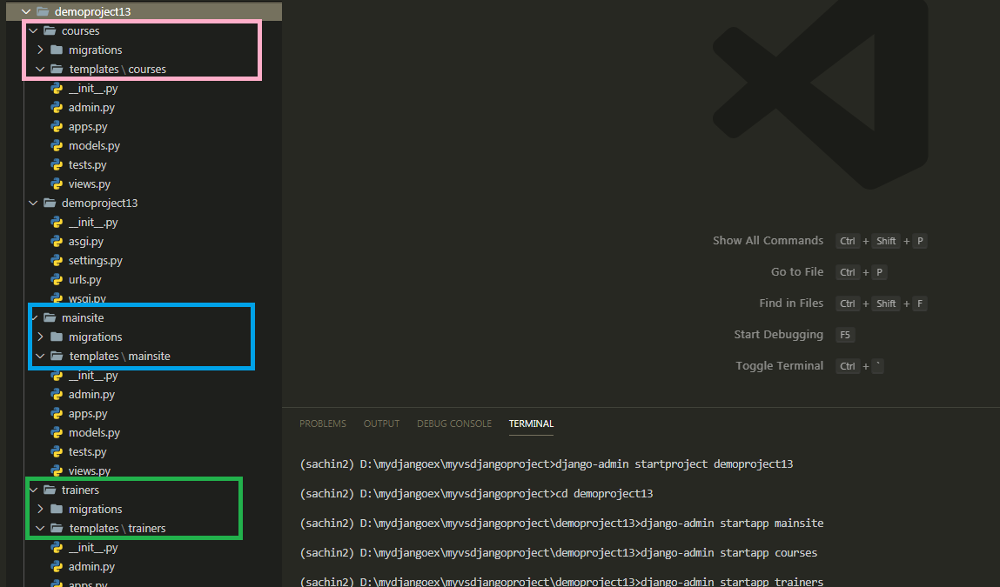 demoproject13
courses
migrations
templates \ courses
__init__.py
admin.py
apps.py
models.py
tests.py
views.py
demoproject13
__init__.py
asgi.py
settings.py
urls.py
wsgi.py
mainsite
migrations
templates \ mainsite
__init__.py
admin.py
apps.py
models.py
tests.py
views.py
trainers
migrations
templates \ trainers
__init__.py
admin.py
apps.py
Show All Commands Ctrl + Shift + P
Go to File Ctrl + P
Find in Files Ctrl + Shift + F
Start Debugging F5
Toggle Terminal Ctrl + `
PROBLEMS OUTPUT DEBUG CONSOLE TERMINAL
(sachin2) D:\mydjangoex\myvsdjangoproject>django-admin startproject demoproject13
(sachin2) D:\mydjangoex\myvsdjangoproject>cd demoproject13
(sachin2) D:\mydjangoex\myvsdjangoproject\demoproject13>django-admin startapp mainsite
(sachin2) D:\mydjangoex\myvsdjangoproject\demoproject13>django-admin startapp courses
(sachin2) D:\mydjangoex\myvsdjangoproject\demoproject13>django-admin startapp trainers